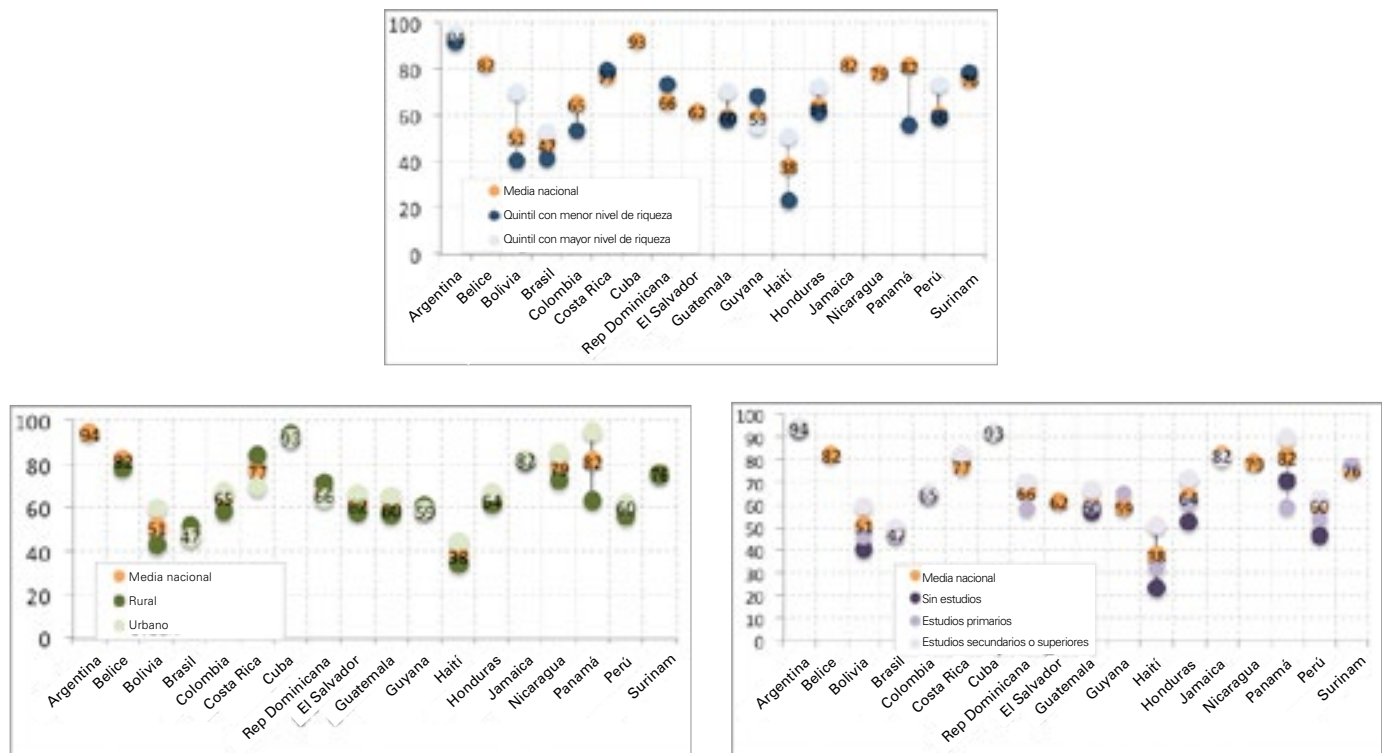 100
80
60
40
20
0
94
82
51
47
65
77
93
66
62
60
59
38
82
79
82
Media nacional
Quintil con menor nivel de riqueza
Quintil con mayor nivel de riqueza
Argentina
Belice
Bolivia
Brasil
Colombia
Costa Rica
Cuba
Rep Dominicana
El Salvador
Guatemala
Guyana
Haití
Honduras
Jamaica
Nicaragua
Panamá
Perú
Surinam
100
80
60
40
20
0
94
82
51
47
65
77
93
66
62
60
59
38
64
82
79
82
60
76
Media nacional
Rural
Urbano
Argentina
Belice
Bolivia
Brasil
Colombia
Costa Rica
Cuba
Rep Dominicana
El Salvador
Guatemala
Guyana
Haití
Honduras
Jamaica
Nicaragua
Panamá
Perú
Surinam
100
90
80
70
60
50
40
30
20
10
0
94
82
51
47
65
77
93
66
62
60
59
38
64
82
79
82
60
76
Media nacional
Sin estudios
Estudios primarios
Estudios secundarios o superiores
Argentina
Belice
Bolivia
Brasil
Colombia
Costa Rica
Cuba
Rep Dominicana
El Salvador
Guatemala
Guyana
Haití
Honduras
Jamaica
Nicaragua
Panamá
Perú
Surinam